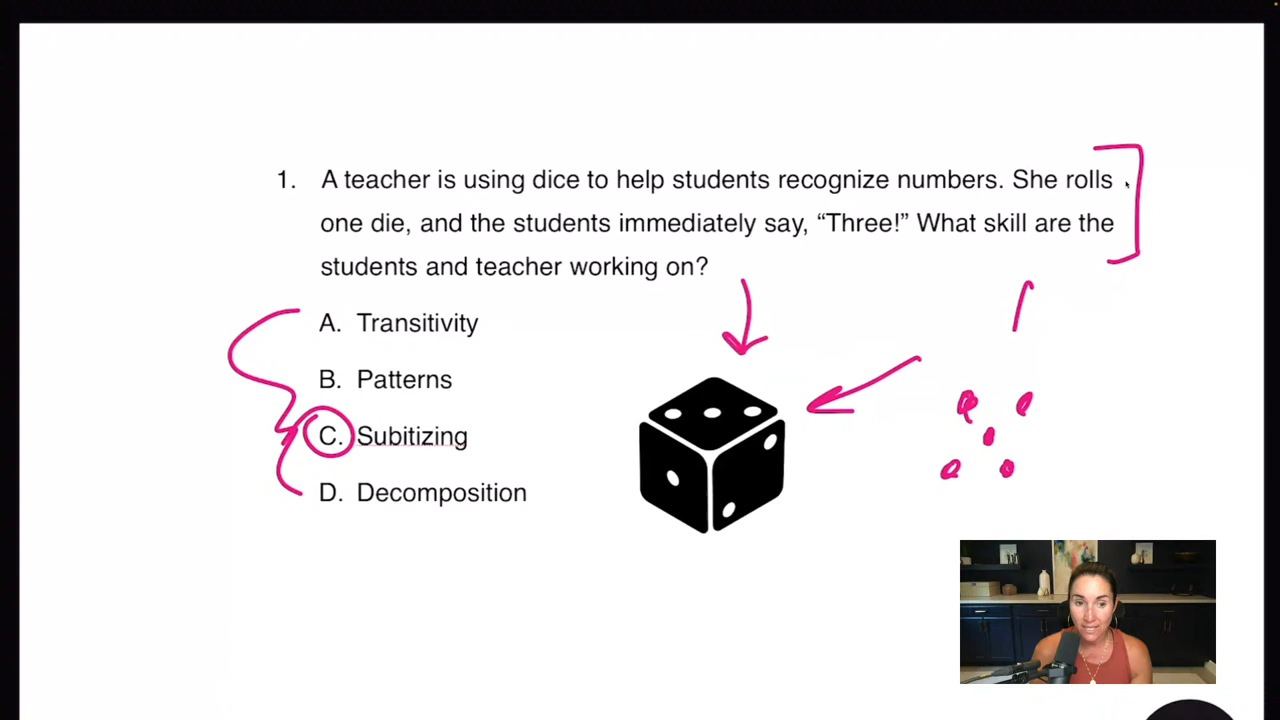 1. A teacher is using dice to help students recognize numbers. She rolls
one die, and the students immediately say, “Three!” What skill are the
students and teacher working on?
A. Transitivity
B. Patterns
C. Subitizing
D. Decomposition